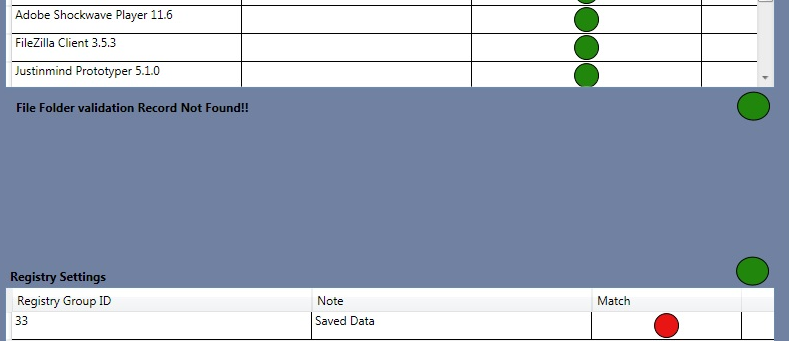 Adobe Shockwave Player 11.6
FileZilla Client 3.5.3
Justinmind Prototyper 5.1.0
File Folder validation Record Not Found!!
Registry Settings
Registry Group ID Note Match
33 Saved Data